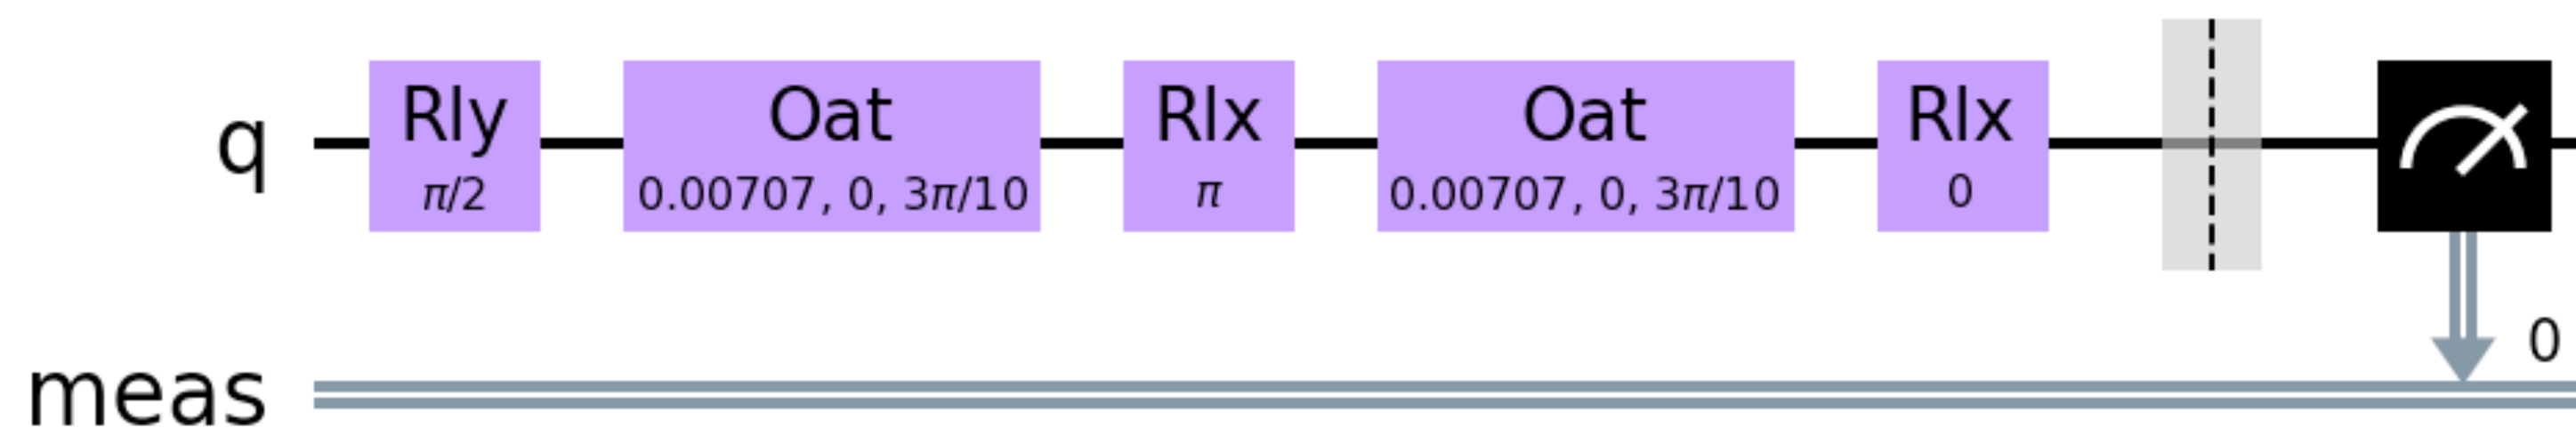 q
Rly
π/2
Oat
0.00707, 0, 3π/10
Rlx
π
Oat
0.00707, 0, 3π/10
Rlx
0
meas
0